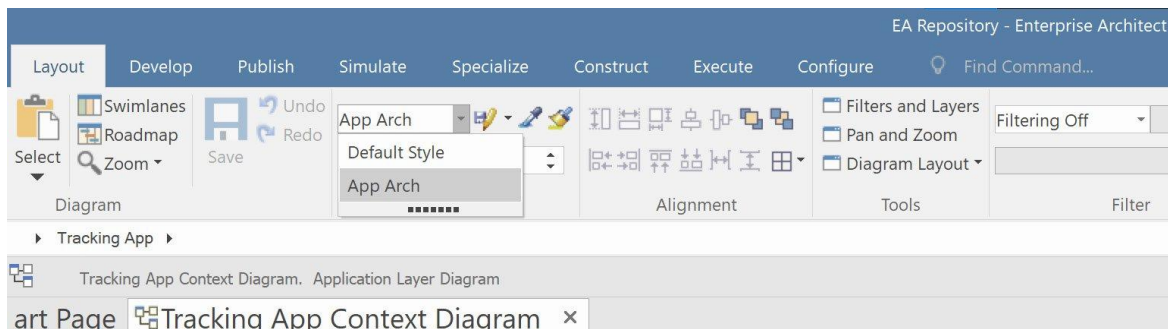 EA Repository - Enterprise Architect
Layout Develop Publish Simulate Specialize Construct Execute Configure Find Command...
Swimlanes Undo App Arch Filters and Layers Filtering Off
Roadmap Redo Default Style Pan and Zoom
Select Zoom Save App Arch Diagram Layout
Diagram Alignment Tools Filter
Tracking App
Tracking App Context Diagram. Application Layer Diagram
art Page Tracking App Context Diagram ×